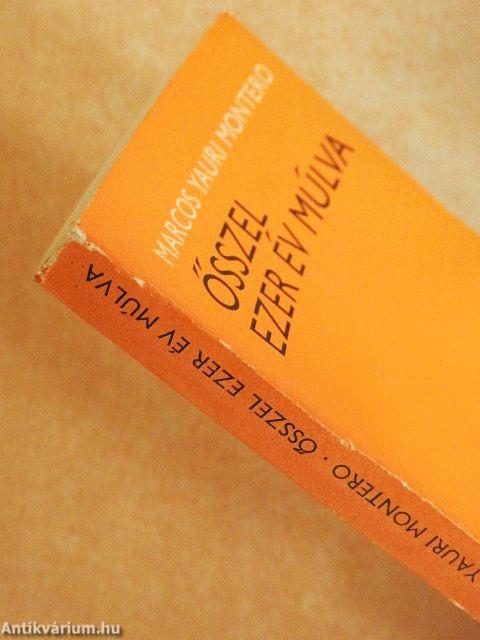 MARCOS YAURI MONTERO
ŐSSZEL
EZER ÉV MÚLVA
YAURI MONTERO · ŐSSZEL EZER ÉV MÚLVA
Antikvárium.hu